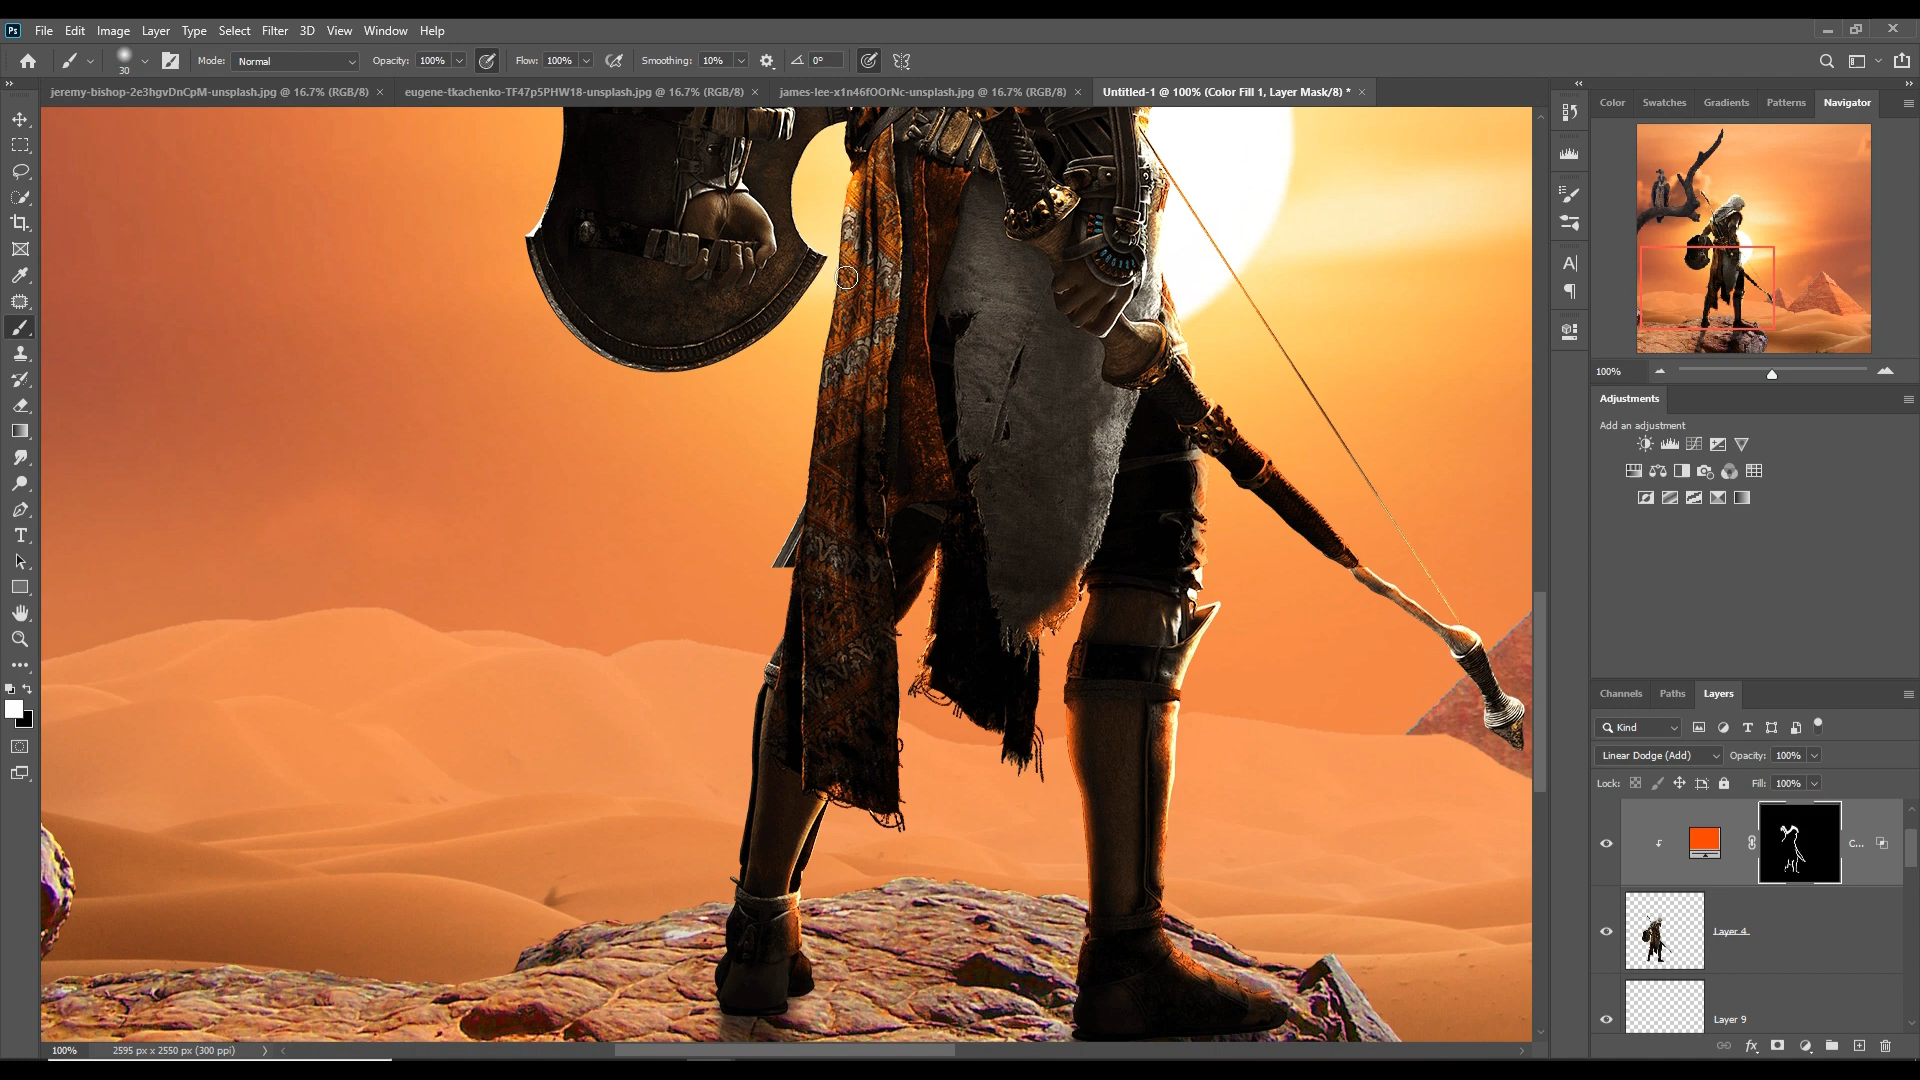 Ps File Edit Image Layer Type Select Filter 3D View Window Help
30 Mode: Normal Opacity: 100% Flow: 100% Smoothing: 10% 0°
jeremy-bishop-2e3hgvDnCpM-unsplash.jpg @ 16.7% (RGB/8) × eugene-tkachenko-TF47p5PHW18-unsplash.jpg @ 16.7% (RGB/8) × james-lee-x1n46fOOrNc-unsplash.jpg @ 16.7% (RGB/8) × Untitled-1 @ 100% (Color Fill 1, Layer Mask/8) * ×
Color Swatches Gradients Patterns Navigator
100%
Adjustments
Add an adjustment
Channels Paths Layers
Kind
Linear Dodge (Add) Opacity: 100%
Lock: Fill: 100%
C...
Layer 4
Layer 9
100% 2595 px x 2550 px (300 ppi)